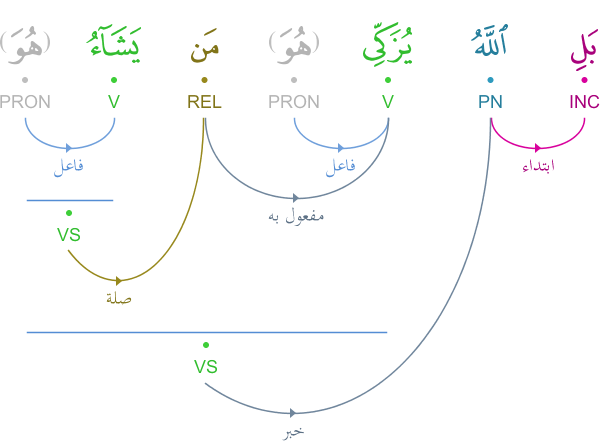 بَلِ ٱللَّهُ يُزَكِّى (هُوَ) مَن يَشَآءُ (هُوَ)
INC PN V PRON REL V PRON
ابتداء فاعل فاعل
مفعول به
VS
صلة
VS
خبر